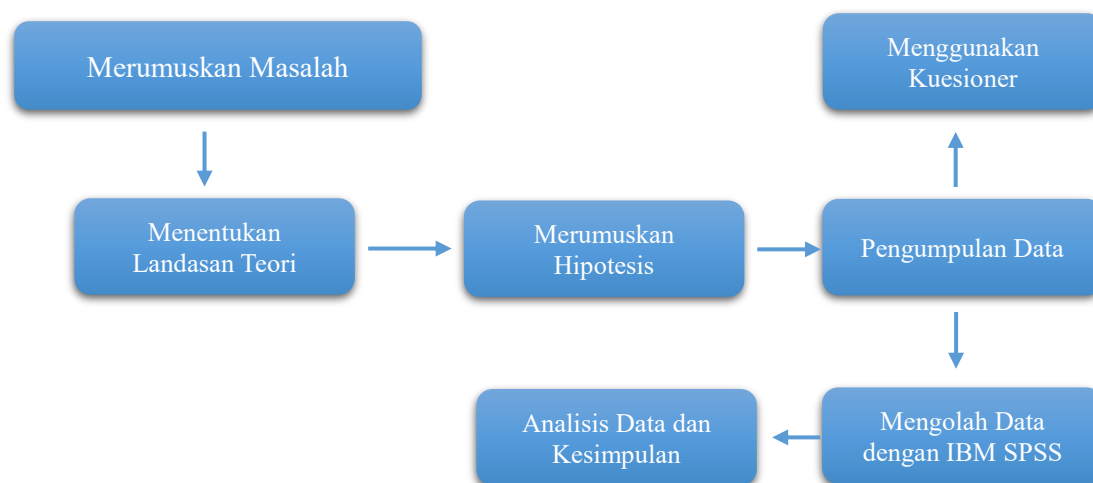 Merumuskan Masalah
Menggunakan
Kuesioner
Menentukan
Landasan Teori
Merumuskan
Hipotesis
Pengumpulan Data
Analisis Data dan
Kesimpulan
Mengolah Data
dengan IBM SPSS